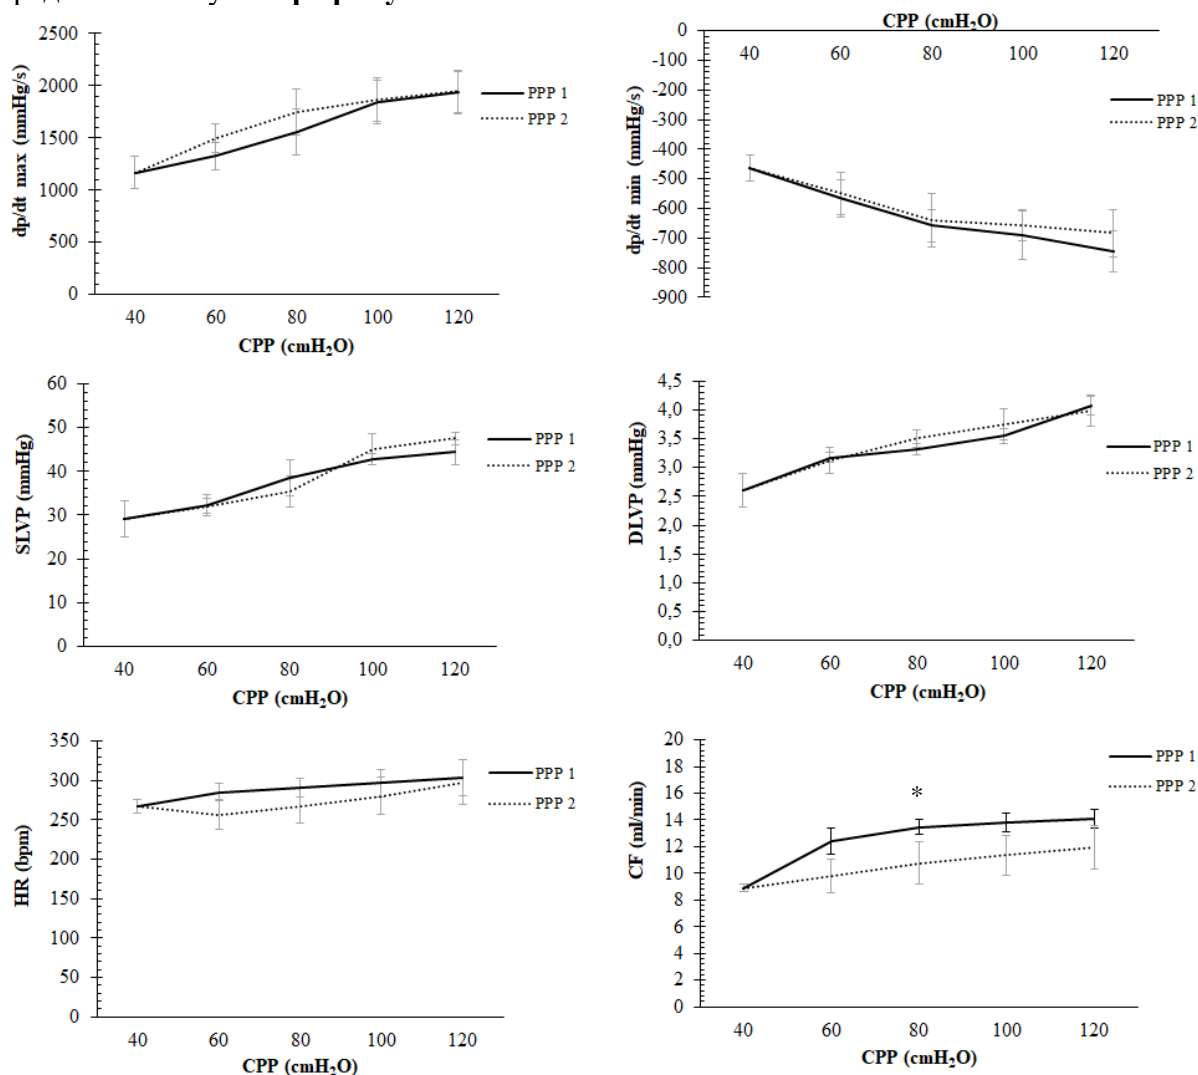 2500
2000
1500
1000
500
0
dp/dt max (mmHg/s)
40 60 80 100 120
CPP (cmH₂O)
PPP 1
PPP 2
CPP (cmH₂O)
40 60 80 100 120
0
-100
-200
-300
-400
-500
-600
-700
-800
-900
dp/dt min (mmHg/s)
PPP 1
PPP 2
60
50
40
30
20
10
0
SLVP (mmHg)
40 60 80 100 120
CPP (cmH₂O)
PPP 1
PPP 2
4,5
4,0
3,5
3,0
2,5
2,0
1,5
1,0
0,5
0,0
DLVP (mmHg)
40 60 80 100 120
CPP (cmH₂O)
PPP 1
PPP 2
350
300
250
200
150
100
50
0
HR (bpm)
40 60 80 100 120
CPP (cmH₂O)
PPP 1
PPP 2
20
18
16
14
12
10
8
6
4
2
0
CF (ml/min)
*
40 60 80 100 120
CPP (cmH₂O)
PPP 1
PPP 2